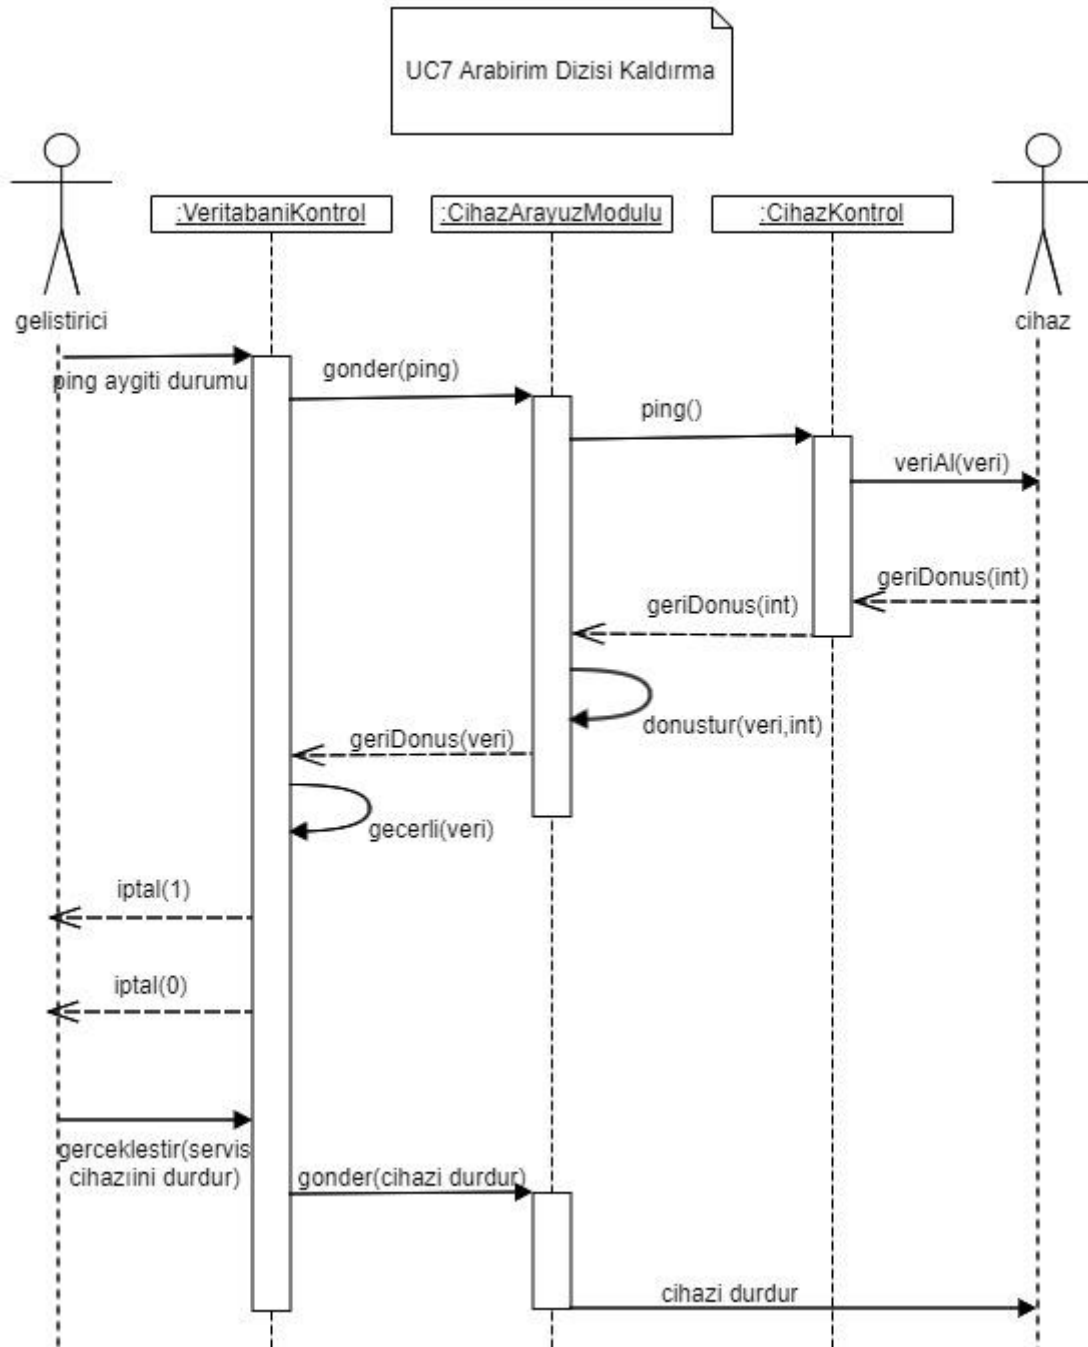 UC7 Arabirim Dizisi Kaldırma
:VeritabaniKontrol
:CihazArayuzModulu
:CihazKontrol
gelistirici
cihaz
ping aygiti durumu
gonder(ping)
ping()
veriAl(veri)
geriDonus(int)
geriDonus(int)
donustur(veri,int)
geriDonus(veri)
gecerli(veri)
iptal(1)
iptal(0)
gerceklestir(servis
cihazıini durdur)
gonder(cihazi durdur)
cihazi durdur